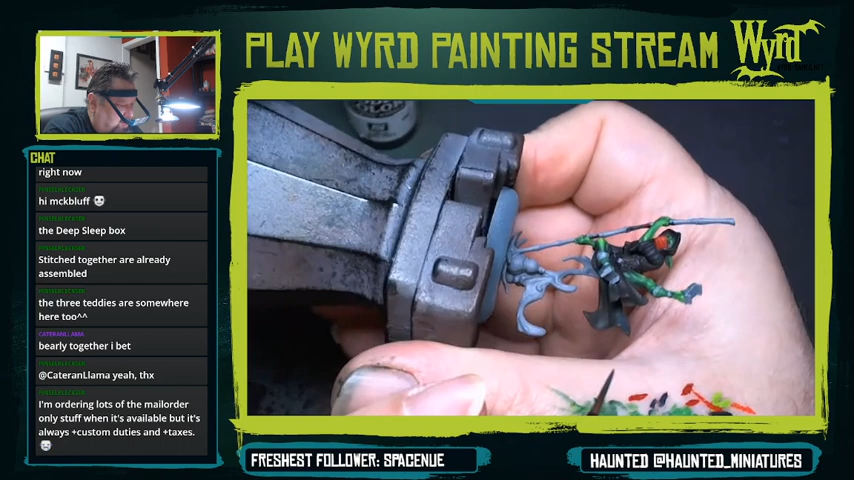 PLAY WYRD PAINTING STREAM
Wyrd
CHAT
right now
hi mckbluff
the Deep Sleep box
Stitched together are already
assembled
the three teddies are somewhere
here too^^
CATERANLLAMA
bearly together i bet
@CateranLlama yeah, thx
I'm ordering lots of the mailorder
only stuff when it's available but it's
always +custom duties and +taxes.
FRESHEST FOLLOWER: SPACENUE
HAUNTED @HAUNTED_MINIATURES